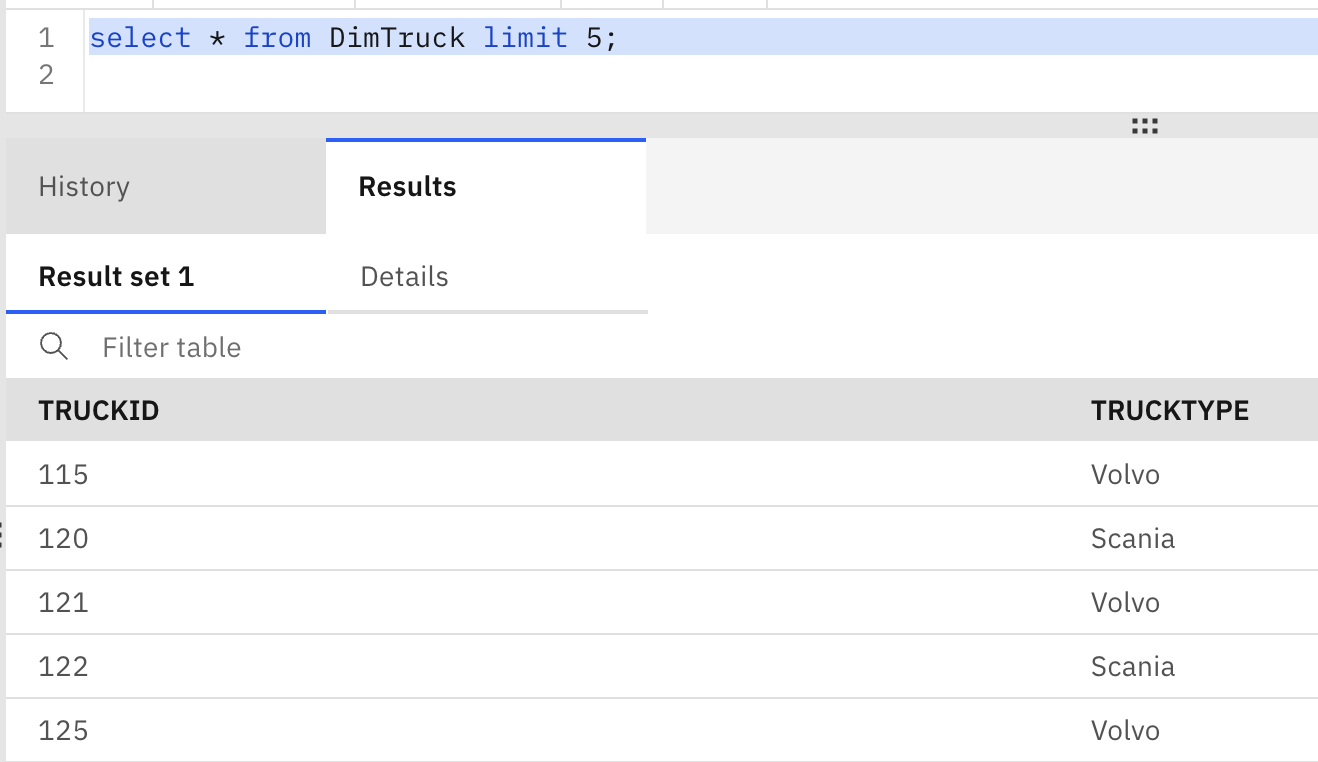 1 select * from DimTruck limit 5;
2
History Results
Result set 1 Details
Filter table
TRUCKID TRUCKTYPE
115 Volvo
120 Scania
121 Volvo
122 Scania
125 Volvo